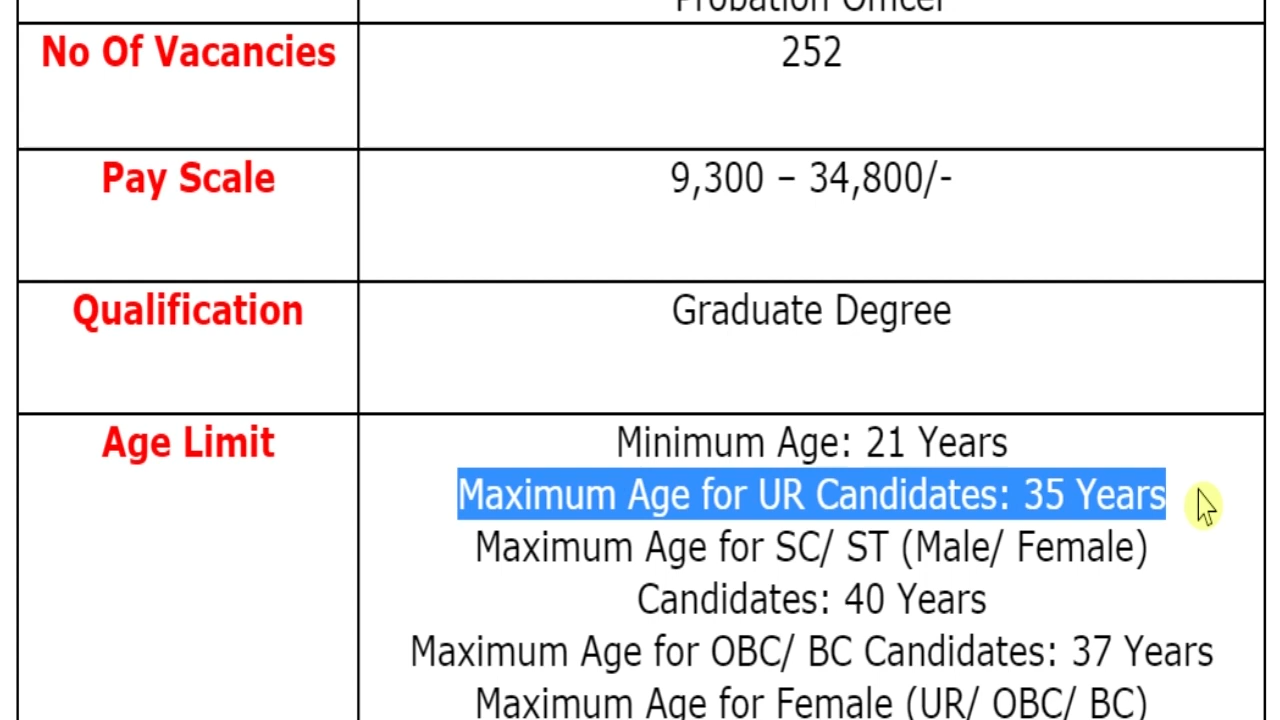 Probation Officer
No Of Vacancies
252
Pay Scale
9,300 – 34,800/-
Qualification
Graduate Degree
Age Limit
Minimum Age: 21 Years
Maximum Age for UR Candidates: 35 Years
Maximum Age for SC/ ST (Male/ Female)
Candidates: 40 Years
Maximum Age for OBC/ BC Candidates: 37 Years
Maximum Age for Female (UR/ OBC/ BC)